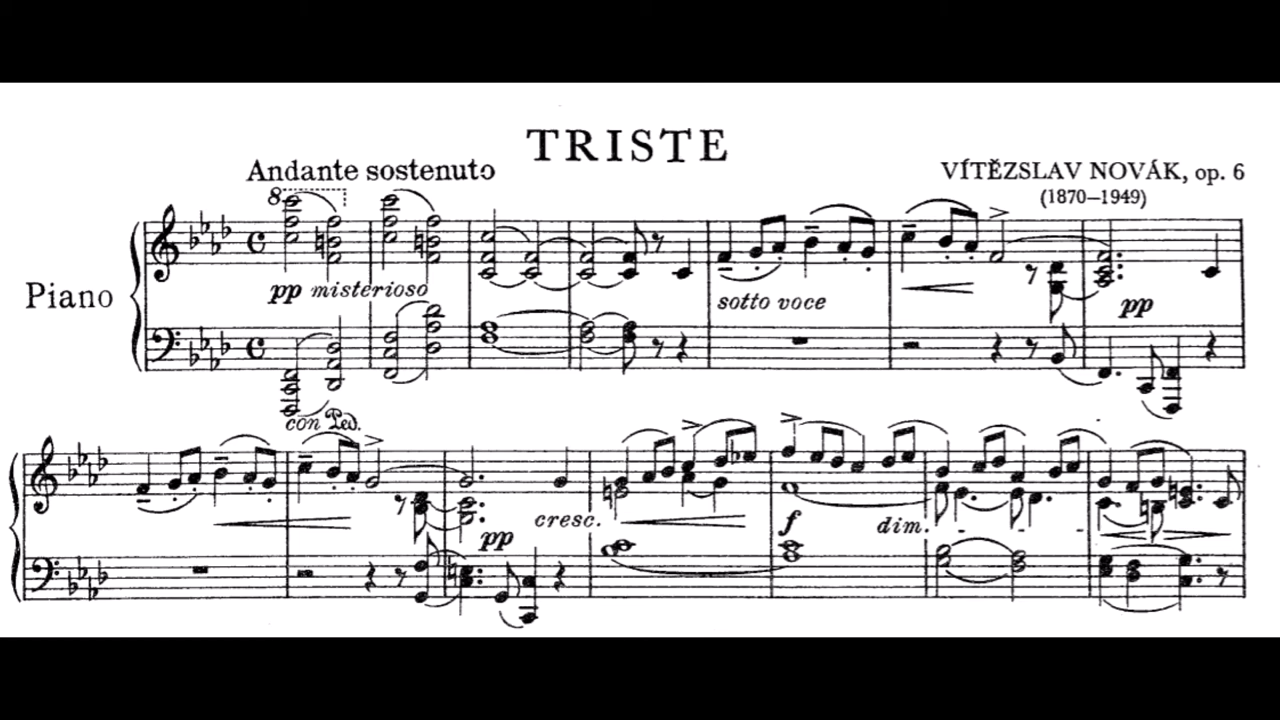 TRISTE
Andante sostenuto
VÍTĚZSLAV NOVÁK, op. 6
(1870—1949)
8
Piano
pp misterioso
sotto voce
pp
con Ped.
cresc.
pp
f
dim.